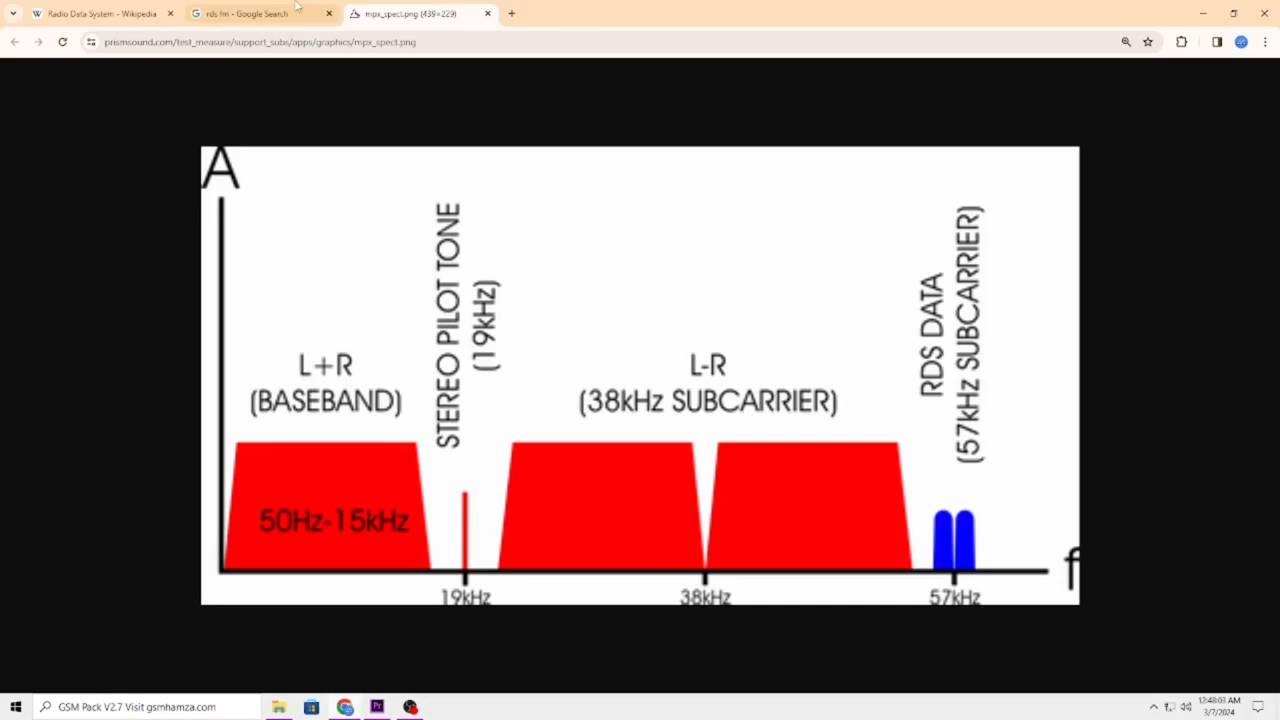 Radio Data System - Wikipedia
rds fm - Google Search
mpx_spect.png (439×229)
prismsound.com/test_measure/support_subs/apps/graphics/mpx_spect.png
A
STEREO PILOT TONE
(19kHz)
RDS DATA
(57kHz SUBCARRIER)
L+R
(BASEBAND)
L-R
(38kHz SUBCARRIER)
50Hz-15kHz
f
19kHz
38kHz
57kHz
GSM Pack V2.7 Visit gsmhamza.com
12:48:03 AM
3/7/2024